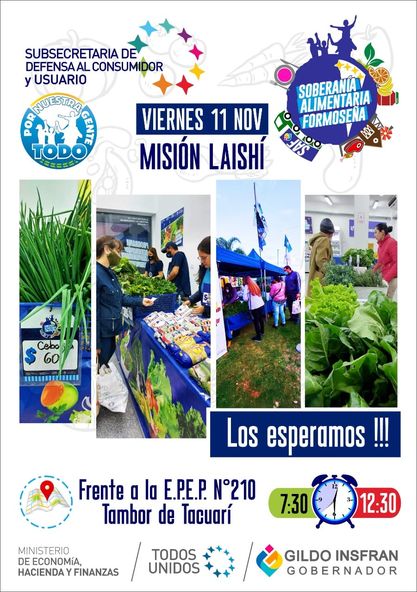 SUBSECRETARIA DE
DEFENSA AL CONSUMIDOR
y USUARIO
POR NUESTRA GENTE
TODO
VIERNES 11 NOV
MISIÓN LAISHÍ
SOBERANÍA
ALIMENTARIA
FORMOSEÑA
$ 60
Los esperamos !!!
Frente a la E.P.E.P. N°210
Tambor de Tacuarí
7:30
12:30
MINISTERIO
DE ECONOMíA,
HACIENDA Y FINANZAS
TODOS
UNIDOS
GILDO INSFRAN
GOBERNADOR